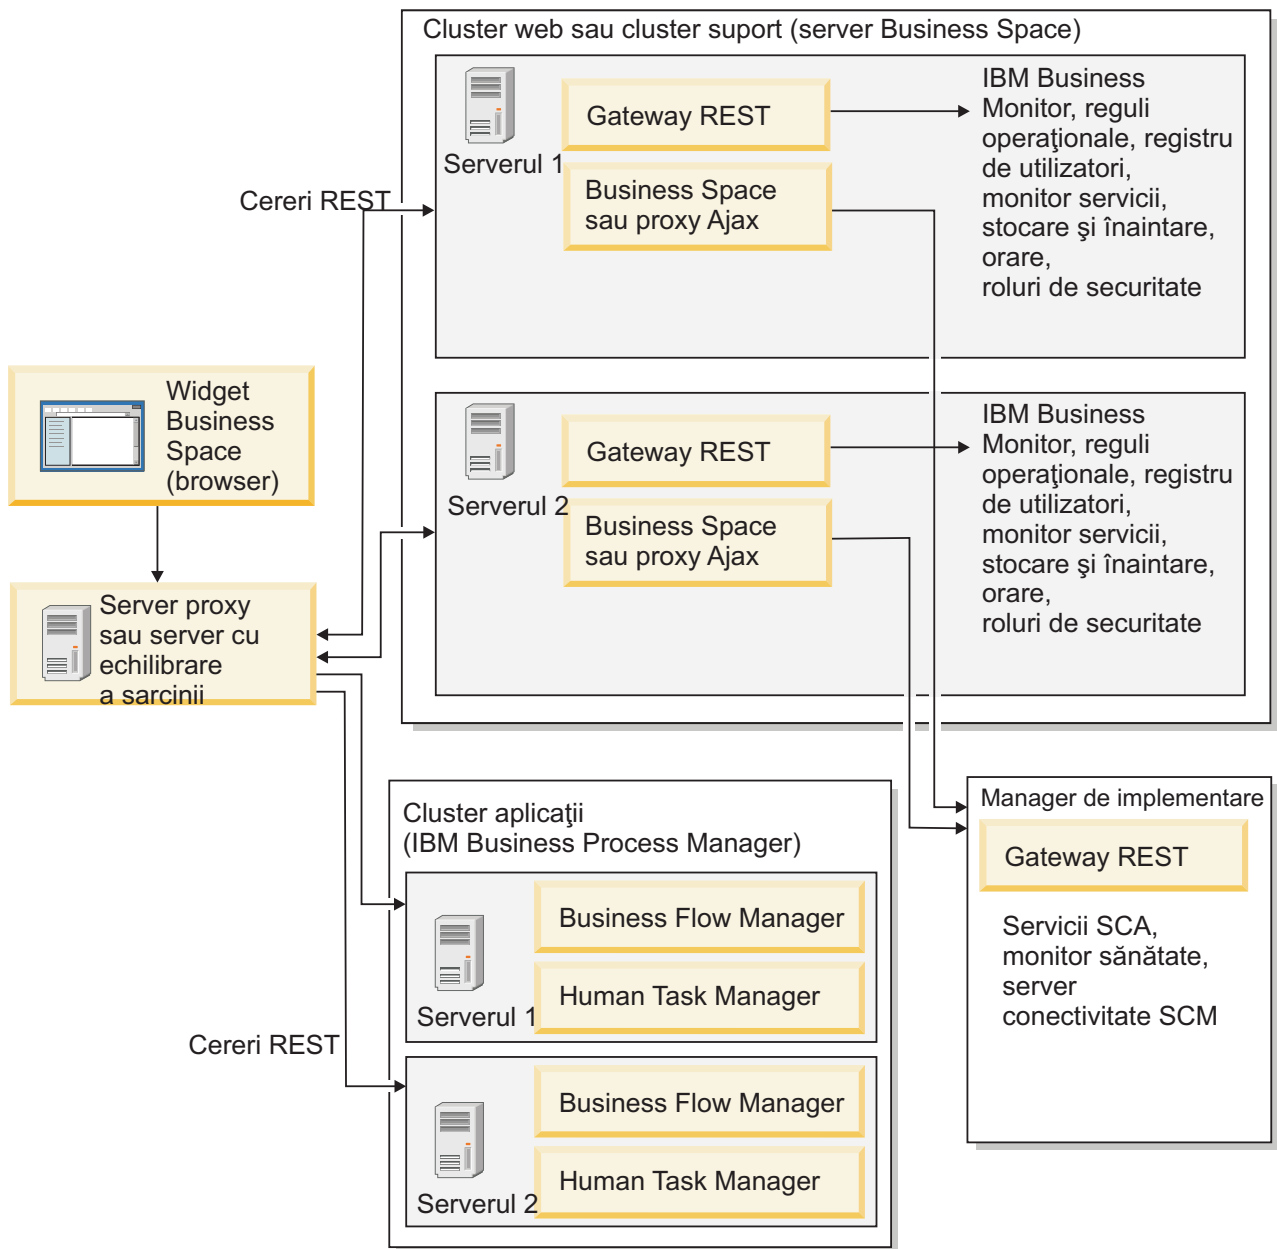 Cluster web sau cluster suport (server Business Space)
Serverul 1
Gateway REST
Business Space
sau proxy Ajax
IBM Business
Monitor, reguli
operaţionale, registru
de utilizatori,
monitor servicii,
stocare şi înaintare,
orare,
roluri de securitate
Cereri REST
Serverul 2
Gateway REST
Business Space
sau proxy Ajax
IBM Business
Monitor, reguli
operaţionale, registru
de utilizatori,
monitor servicii,
stocare şi înaintare,
orare,
roluri de securitate
Widget
Business
Space
(browser)
Server proxy
sau server cu
echilibrare
a sarcinii
Cluster aplicaţii
(IBM Business Process Manager)
Serverul 1
Business Flow Manager
Human Task Manager
Cereri REST
Serverul 2
Business Flow Manager
Human Task Manager
Manager de implementare
Gateway REST
Servicii SCA,
monitor sănătate,
server
conectivitate SCM